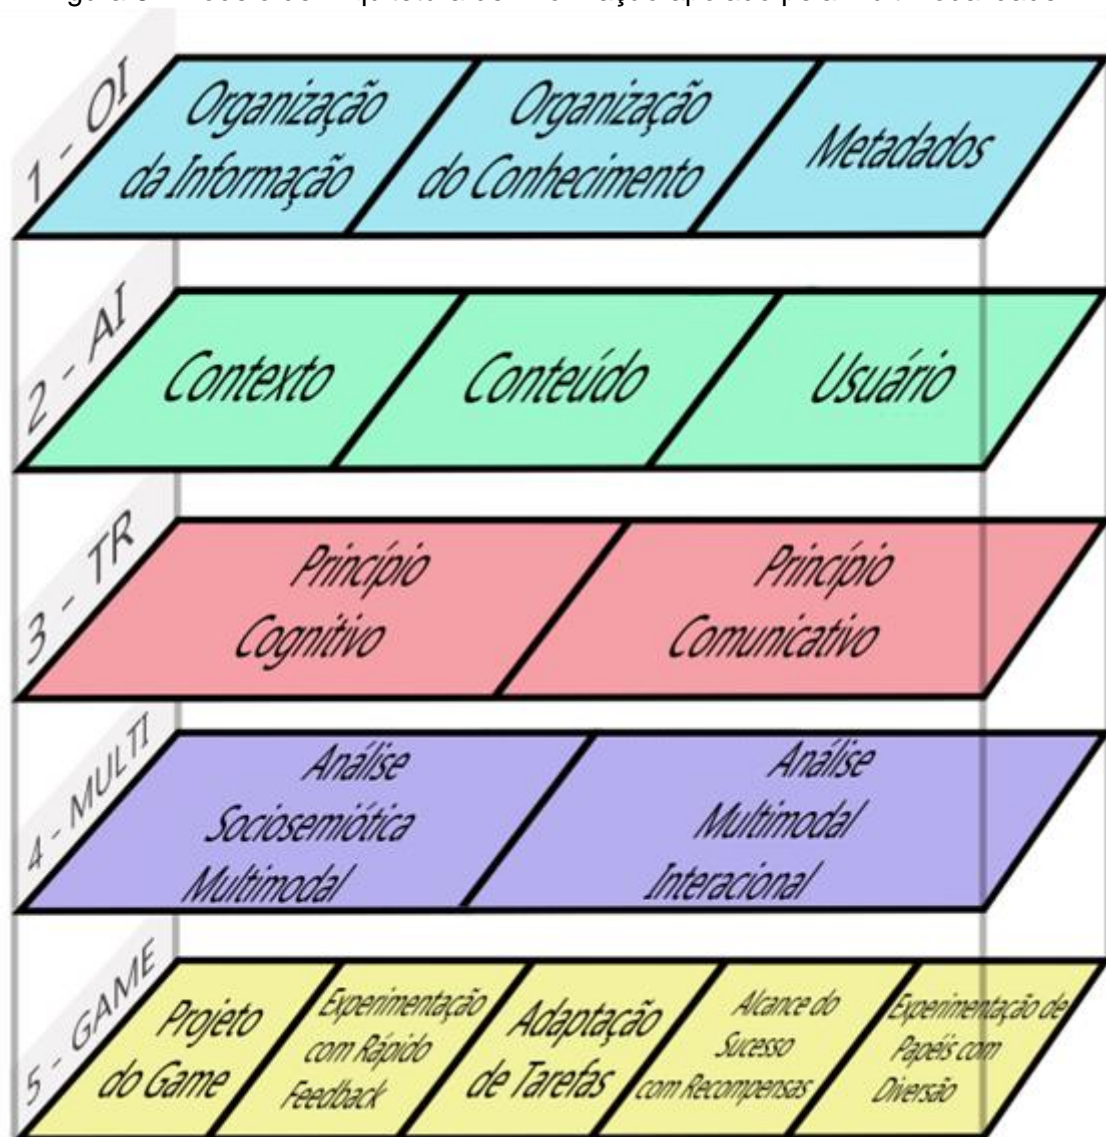 1 - OI
Organização
da Informação
Organização
do Conhecimento
Metadados
2 - AI
Contexto
Conteúdo
Usuário
3 - TR
Princípio
Cognitivo
Princípio
Comunicativo
4 - MULTI
Análise
Sociosemiótica
Multimodal
Análise
Multimodal
Interacional
5 - GAME
Projeto
do Game
Experimentação
com Rápido
Feedback
Adaptação
de Tarefas
Alcance do
Sucesso
com Recompensas
Experimentação de
Papéis com
Diversão